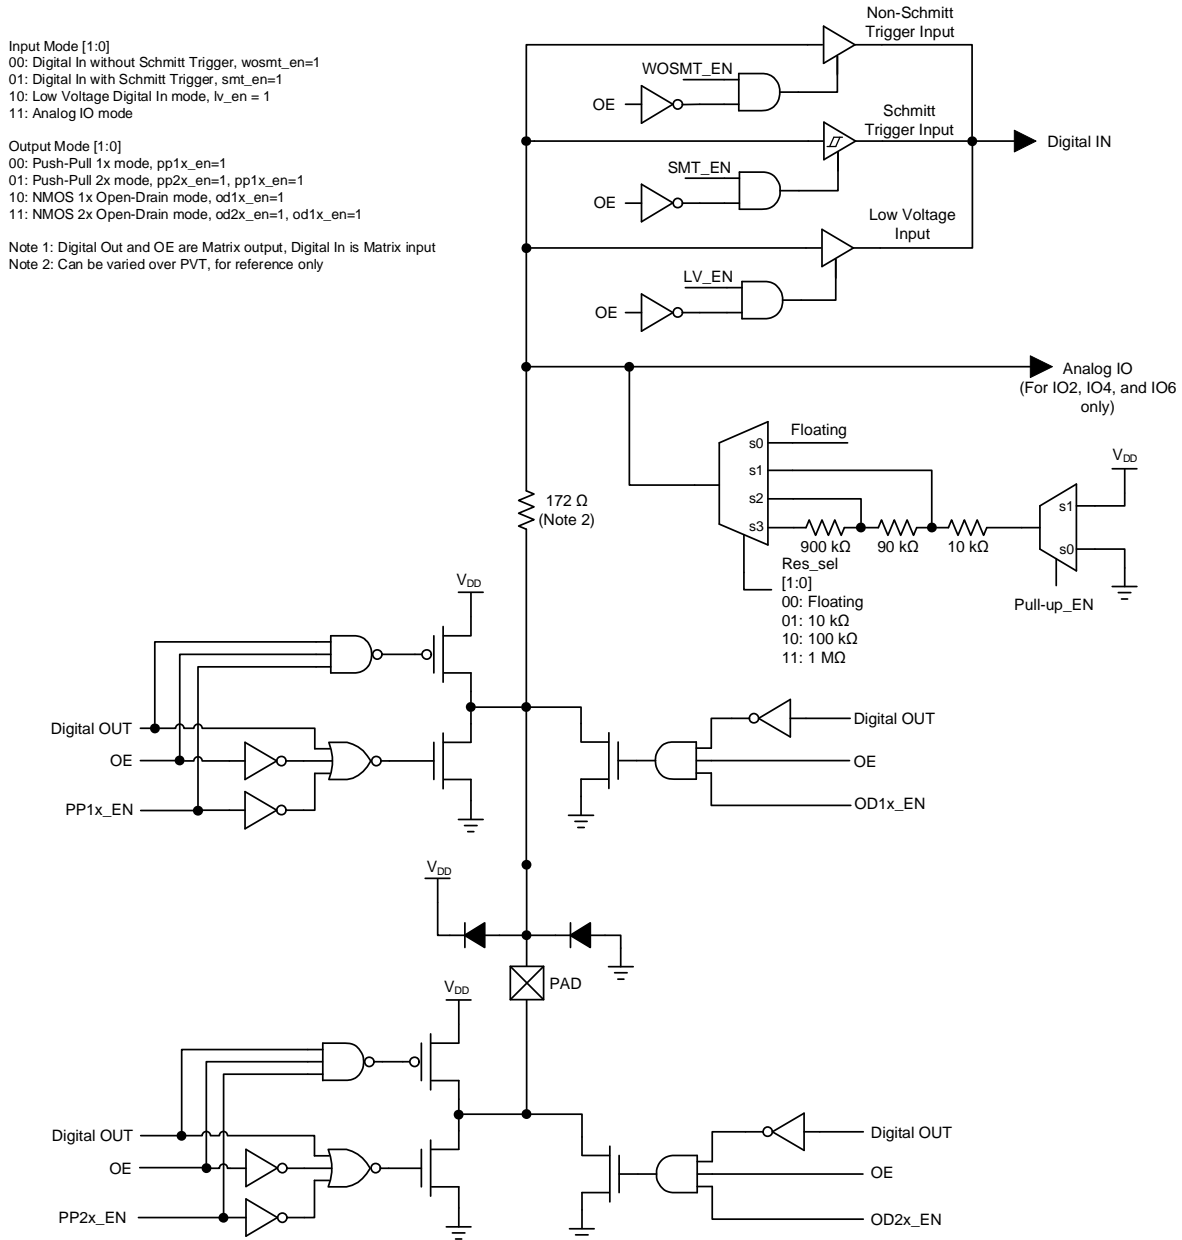 Non-Schmitt
Trigger Input
Input Mode [1:0]
00: Digital In without Schmitt Trigger, wosmt_en=1
01: Digital In with Schmitt Trigger, smt_en=1
10: Low Voltage Digital In mode, lv_en = 1
11: Analog IO mode
WOSMT_EN
OE
Schmitt
Trigger Input
Digital IN
Output Mode [1:0]
00: Push-Pull 1x mode, pp1x_en=1
01: Push-Pull 2x mode, pp2x_en=1, pp1x_en=1
10: NMOS 1x Open-Drain mode, od1x_en=1
11: NMOS 2x Open-Drain mode, od2x_en=1, od1x_en=1
SMT_EN
OE
Low Voltage
Input
Note 1: Digital Out and OE are Matrix output, Digital In is Matrix input
Note 2: Can be varied over PVT, for reference only
LV_EN
OE
Analog IO
(For IO2, IO4, and IO6
only)
s0
Floating
s1
s2
s3
900 kΩ
90 kΩ
10 kΩ
VDD
s1
s0
Pull-up_EN
172 Ω
(Note 2)
Res_sel
[1:0]
00: Floating
01: 10 kΩ
10: 100 kΩ
11: 1 MΩ
VDD
Digital OUT
OE
PP1x_EN
Digital OUT
OE
OD1x_EN
VDD
PAD
VDD
Digital OUT
OE
PP2x_EN
Digital OUT
OE
OD2x_EN